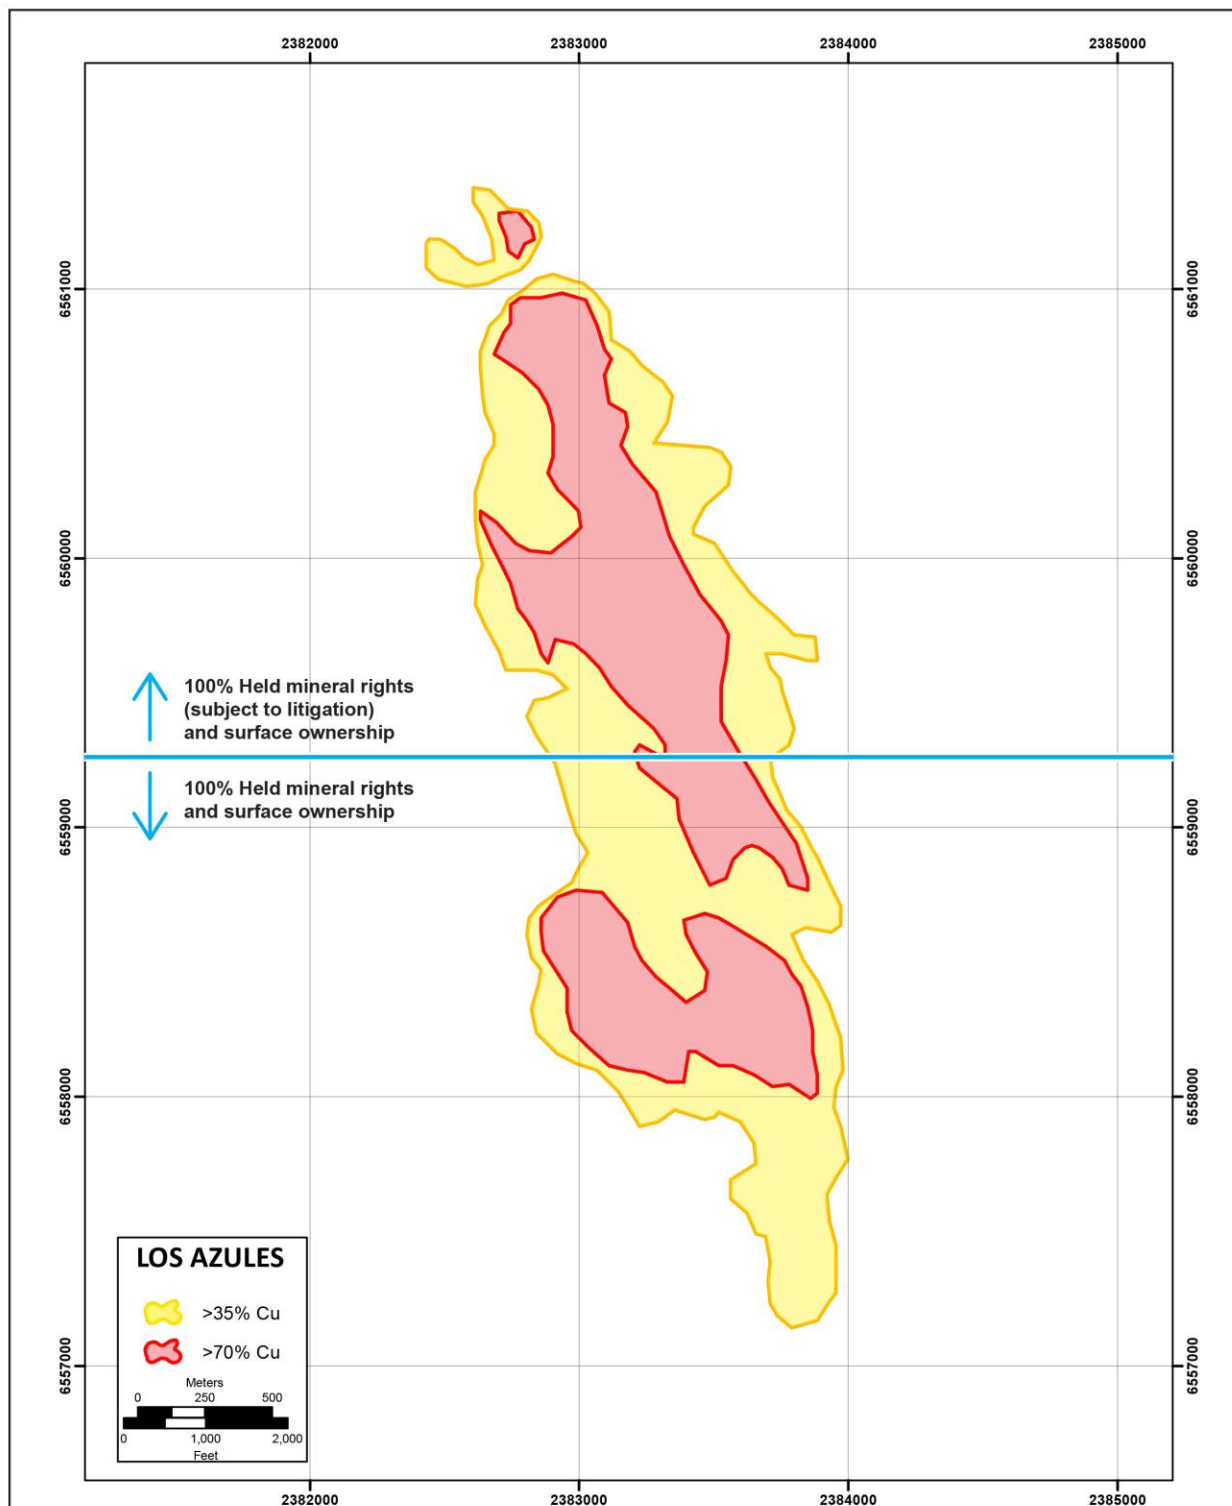 2382000 2383000 2384000 2385000
6561000 6561000
6560000 6560000
100% Held mineral rights
(subject to litigation)
and surface ownership
100% Held mineral rights
and surface ownership
6559000 6559000
6558000 6558000
LOS AZULES
>35% Cu
>70% Cu
Meters
0 250 500
0 1,000 2,000
Feet
6557000 6557000
2382000 2383000 2384000 2385000